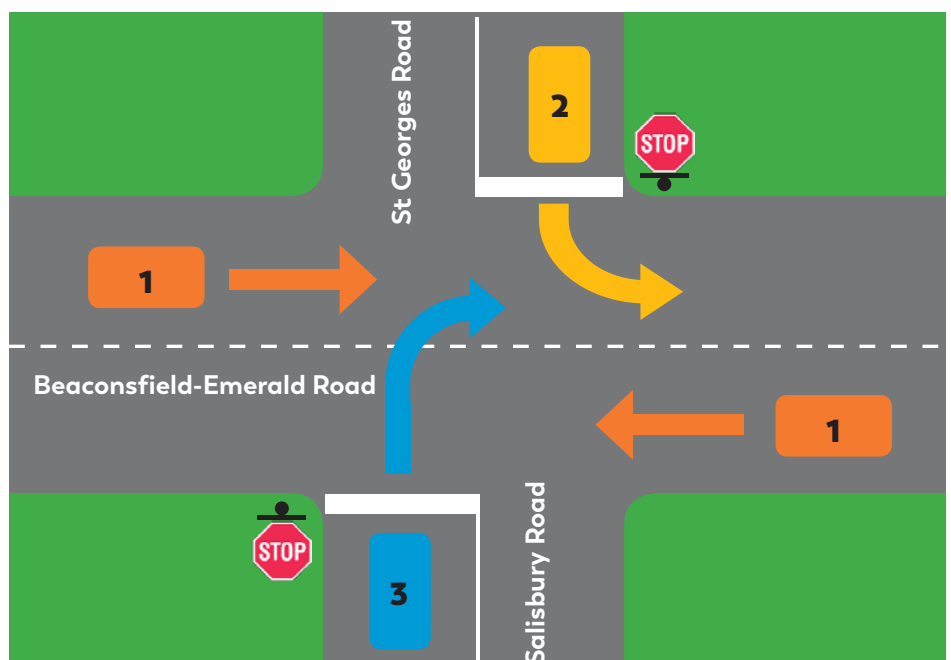 St Georges Road
2
STOP
1
Beaconsfield-Emerald Road
1
STOP
3
Salisbury Road